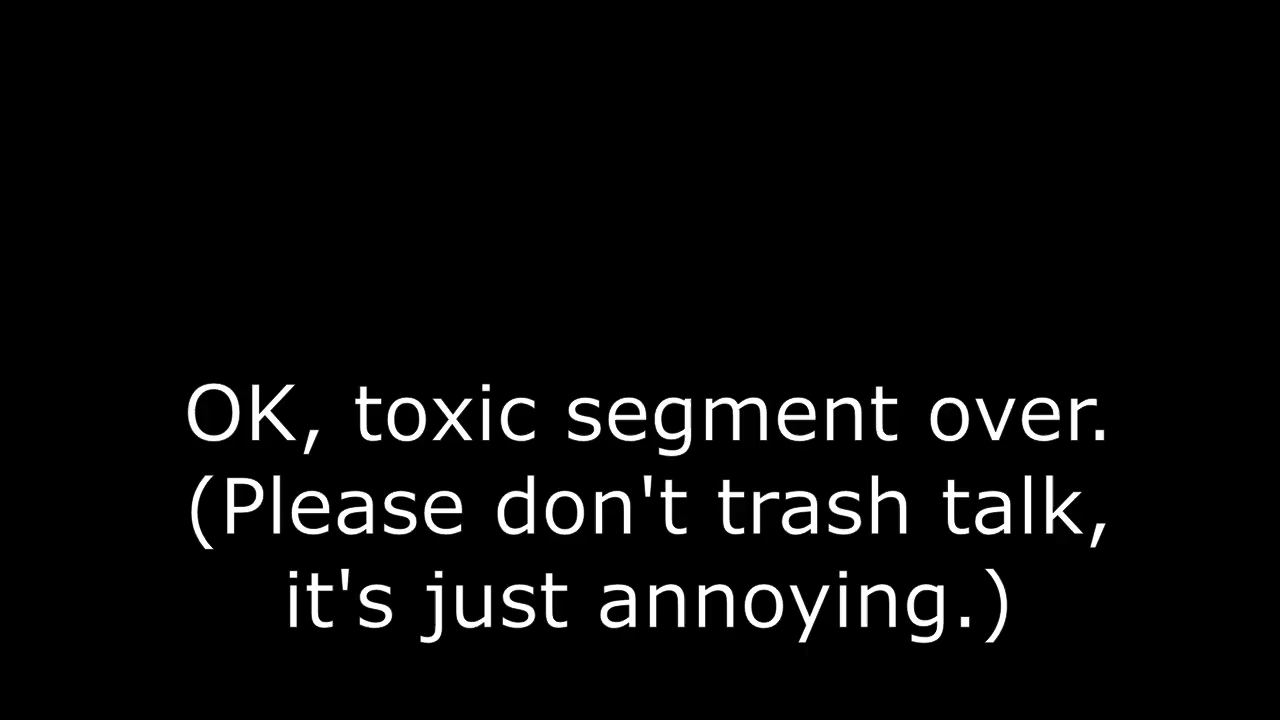 OK, toxic segment over.
(Please don't trash talk,
it's just annoying.)